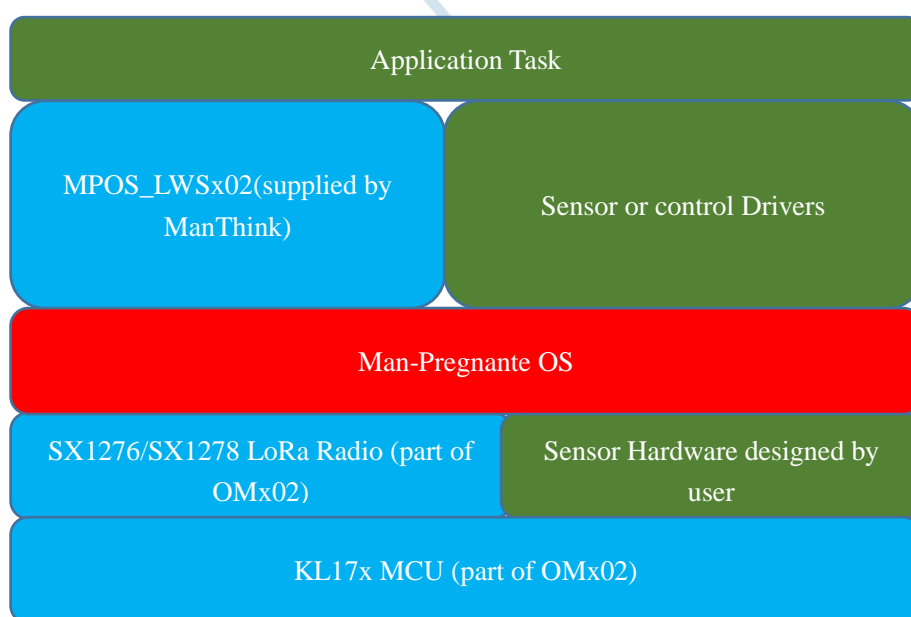 Application Task
MPOS_LWSx02(supplied by
ManThink)
Sensor or control Drivers
Man-Pregnante OS
SX1276/SX1278 LoRa Radio (part of
OMx02)
Sensor Hardware designed by
user
KL17x MCU (part of OMx02)